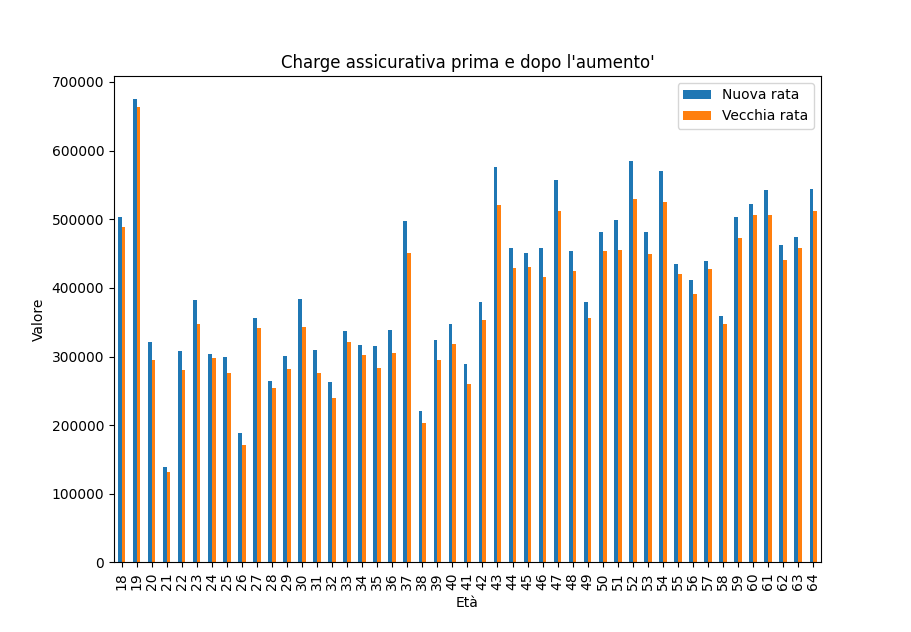 Charge assicurativa prima e dopo l'aumento'
Nuova rata
Vecchia rata
Valore
700000
600000
500000
400000
300000
200000
100000
0
18 19 20 21 22 23 24 25 26 27 28 29 30 31 32 33 34 35 36 37 38 39 40 41 42 43 44 45 46 47 48 49 50 51 52 53 54 55 56 57 58 59 60 61 62 63 64
Età